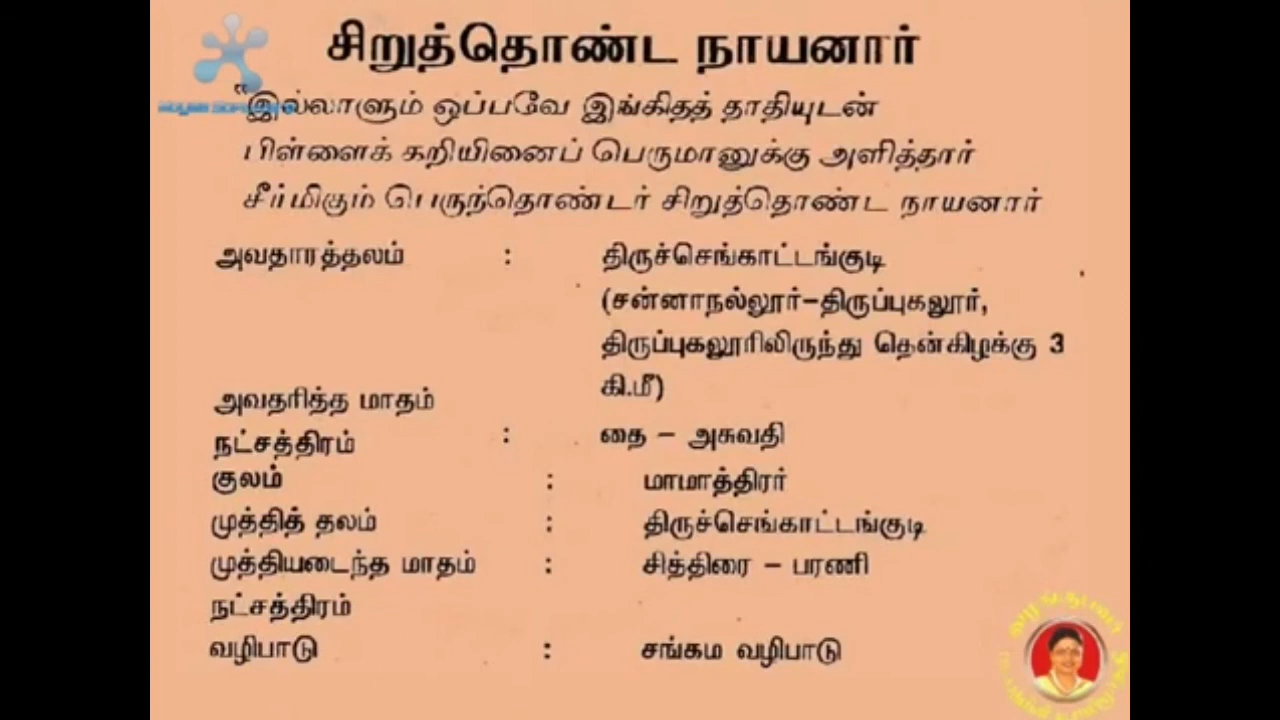 சிறுத்தொண்ட நாயனார்
“இல்லாளும் ஒப்பவே இங்கிதத் தாதியுடன்
பிள்ளைக் கறியினைப் பெருமானுக்கு அளித்தார்
சீர்மிகும் பெருந்தொண்டர் சிறுத்தொண்ட நாயனார்
அவதாரத்தலம் : திருச்செங்காட்டங்குடி
(சன்னாநல்லூர்–திருப்புகலூர்,
திருப்புகலூரிலிருந்து தென்கிழக்கு 3
கி.மீ)
அவதரித்த மாதம்
நட்சத்திரம் : தை – அசுவதி
குலம் : மாமாத்திரர்
முத்தித் தலம் : திருச்செங்காட்டங்குடி
முத்தியடைந்த மாதம் : சித்திரை – பரணி
நட்சத்திரம்
வழிபாடு : சங்கம வழிபாடு